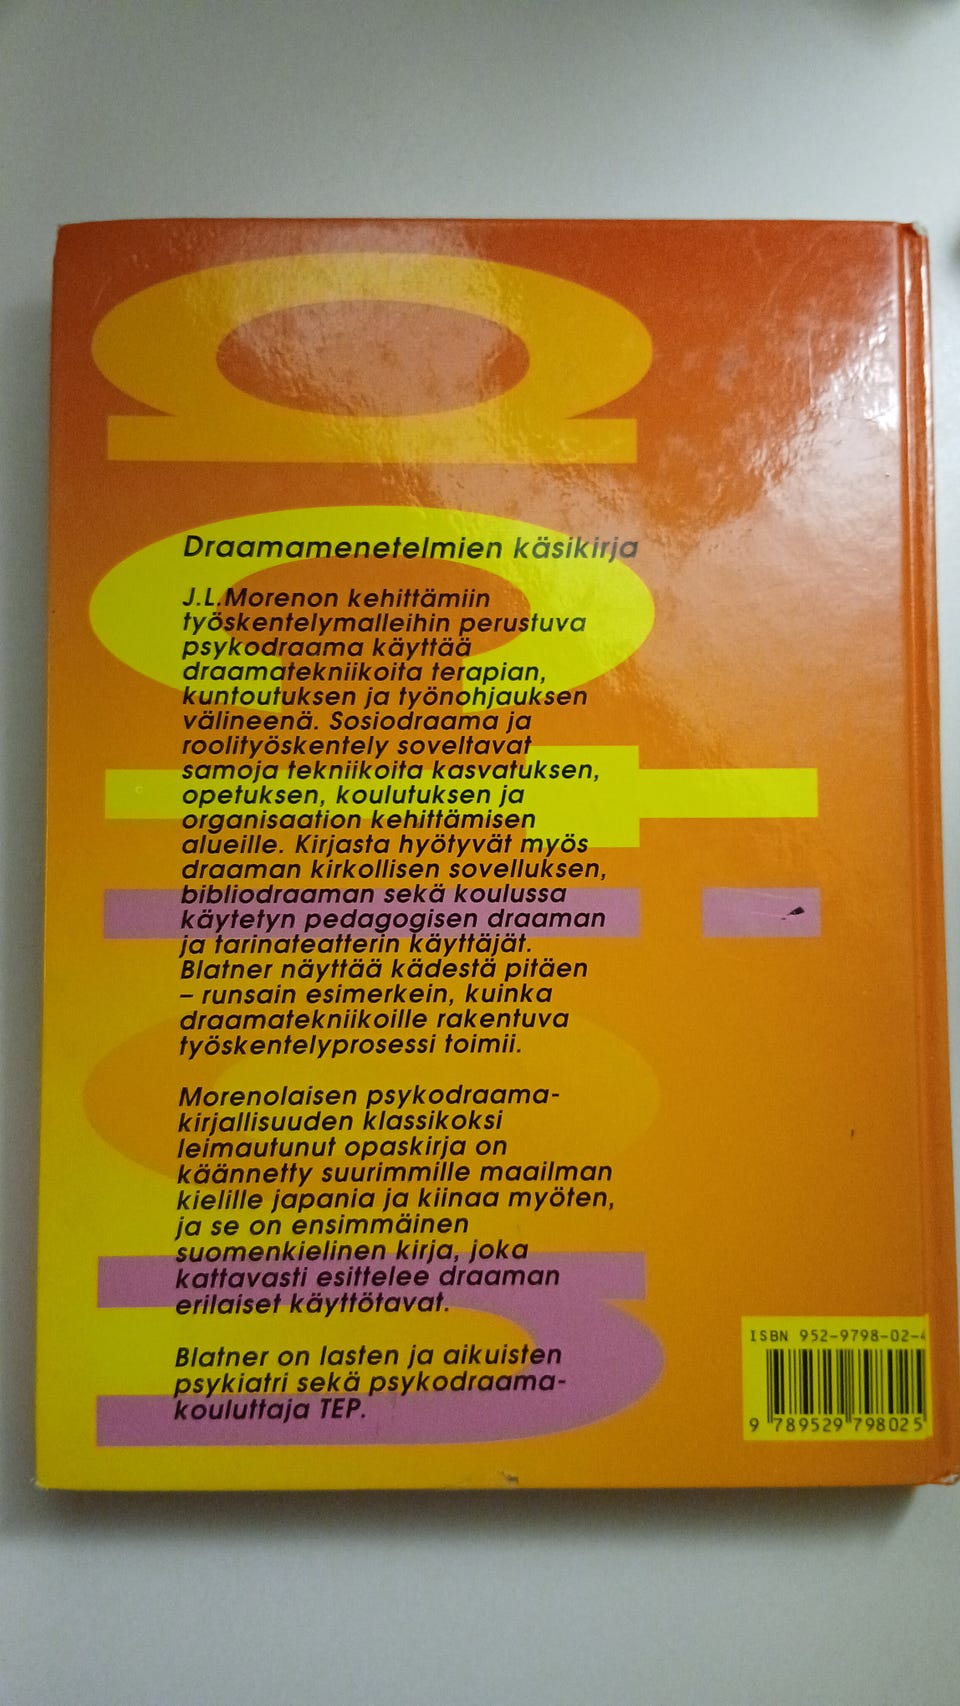 Draamamenetelmien käsikirja
J.L.Morenon kehittämiin
työskentelymalleihin perustuva
psykodraama käyttää
draamatekniikoita terapian,
kuntoutuksen ja työnohjauksen
välineenä. Sosiodraama ja
roolityöskentely soveltavat
samoja tekniikoita kasvatuksen,
opetuksen, koulutuksen ja
organisaation kehittämisen
alueille. Kirjasta hyötyvät myös
draaman kirkollisen sovelluksen,
bibliodraaman sekä koulussa
käytetyn pedagogisen draaman
ja tarinateatterin käyttäjät.
Blatner näyttää kädestä pitäen
– runsain esimerkein, kuinka
draamatekniikoille rakentuva
työskentelyprosessi toimii.
Morenolaisen psykodraama-
kirjallisuuden klassikoksi
leimautunut opaskirja on
käännetty suurimmille maailman
kielille japania ja kiinaa myöten,
ja se on ensimmäinen
suomenkielinen kirja, joka
kattavasti esittelee draaman
erilaiset käyttötavat.
Blatner on lasten ja aikuisten
psykiatri sekä psykodraama-
kouluttaja TEP.
ISBN 952-9798-02-4
9 789529 798025